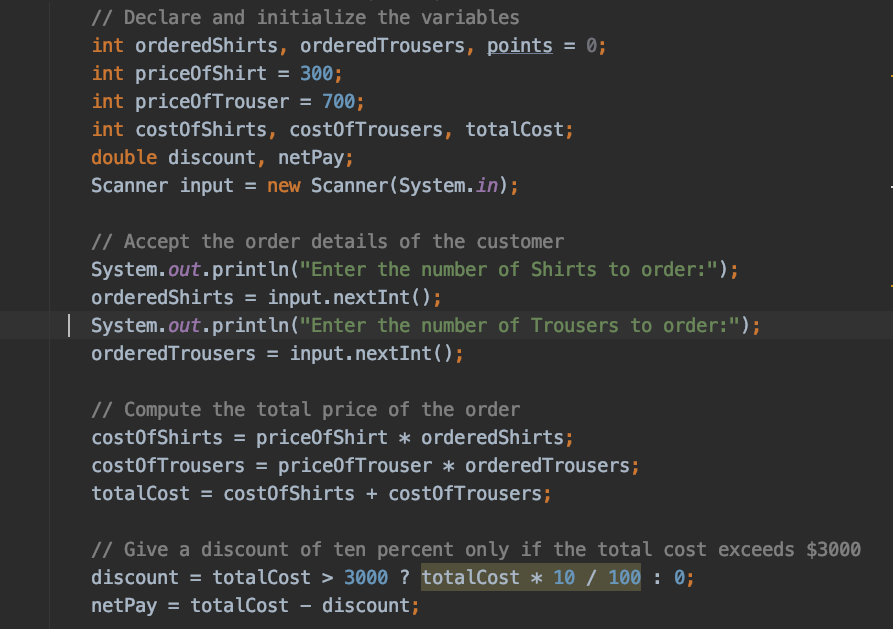 // Declare and initialize the variables
int orderedShirts, orderedTrousers, points = 0;
int priceOfShirt = 300;
int priceOfTrouser = 700;
int costOfShirts, costOfTrousers, totalCost;
double discount, netPay;
Scanner input = new Scanner(System.in);
// Accept the order details of the customer
System.out.println("Enter the number of Shirts to order:");
orderedShirts = input.nextInt();
System.out.println("Enter the number of Trousers to order:");
orderedTrousers = input.nextInt();
// Compute the total price of the order
costOfShirts = priceOfShirt * orderedShirts;
costOfTrousers = priceOfTrouser * orderedTrousers;
totalCost = costOfShirts + costOfTrousers;
// Give a discount of ten percent only if the total cost exceeds $3000
discount = totalCost > 3000 ? totalCost * 10 / 100 : 0;
netPay = totalCost - discount;